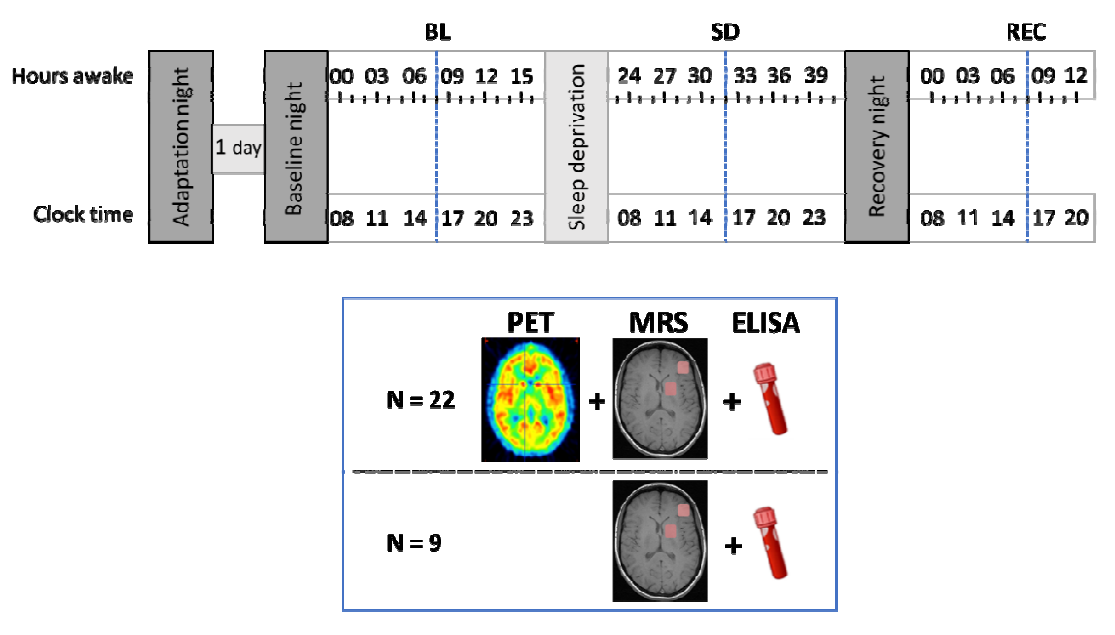 BL SD REC
Hours awake 00 03 06 09 12 15 24 27 30 33 36 39 00 03 06 09 12
Adaptation night
1 day
Baseline night
Sleep deprivation
Recovery night
Clock time 08 11 14 17 20 23 08 11 14 17 20 23 08 11 14 17 20
PET MRS ELISA
N = 22 + +
N = 9 +